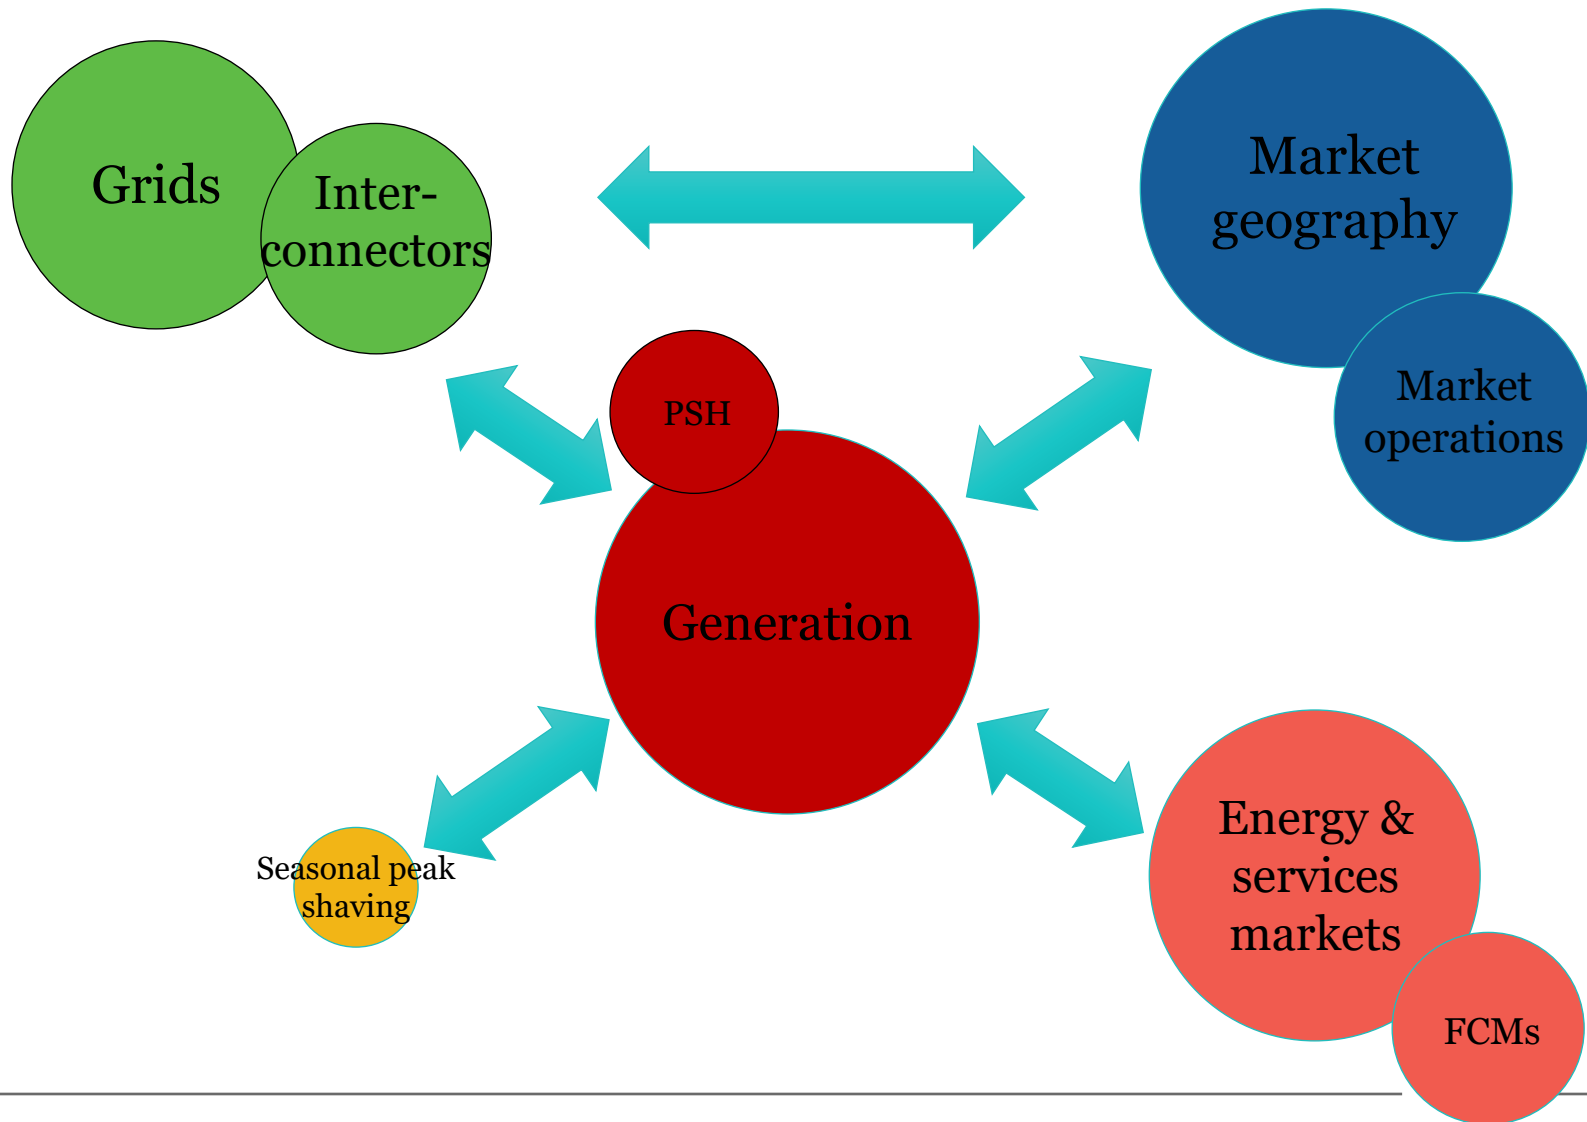 Grids
Inter-
connectors
Market
geography
Market
operations
PSH
Generation
Seasonal peak
shaving
Energy &
services
markets
FCMs